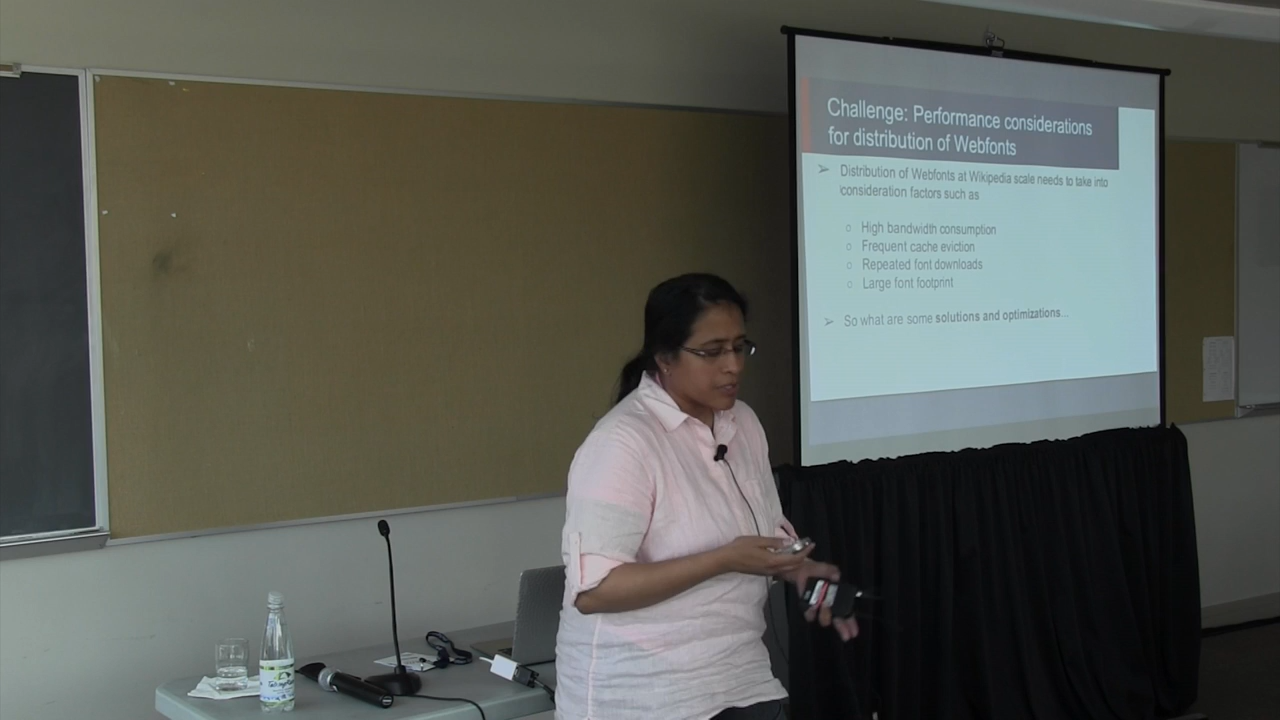 Challenge: Performance considerations
for distribution of Webfonts
➢ Distribution of Webfonts at Wikipedia scale needs to take into
consideration factors such as
○ High bandwidth consumption
○ Frequent cache eviction
○ Repeated font downloads
○ Large font footprint
➢ So what are some solutions and optimizations...